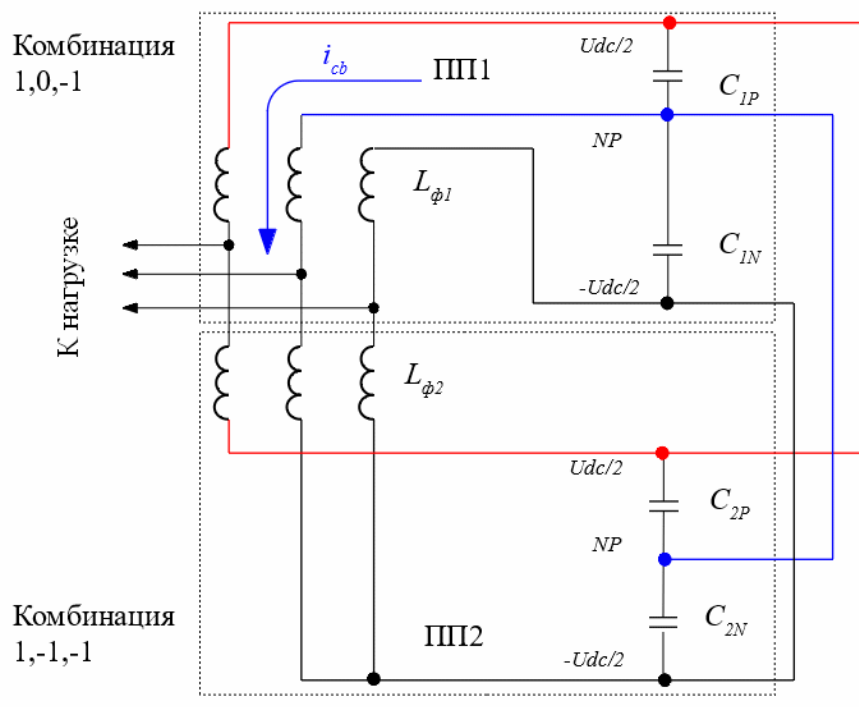 Комбинация
1,0,-1
i_cb
ПП1
Udc/2
C_1P
NP
L_ф1
C_1N
-Udc/2
К нагрузке
L_ф2
Udc/2
C_2P
NP
Комбинация
1,-1,-1
ПП2
C_2N
-Udc/2